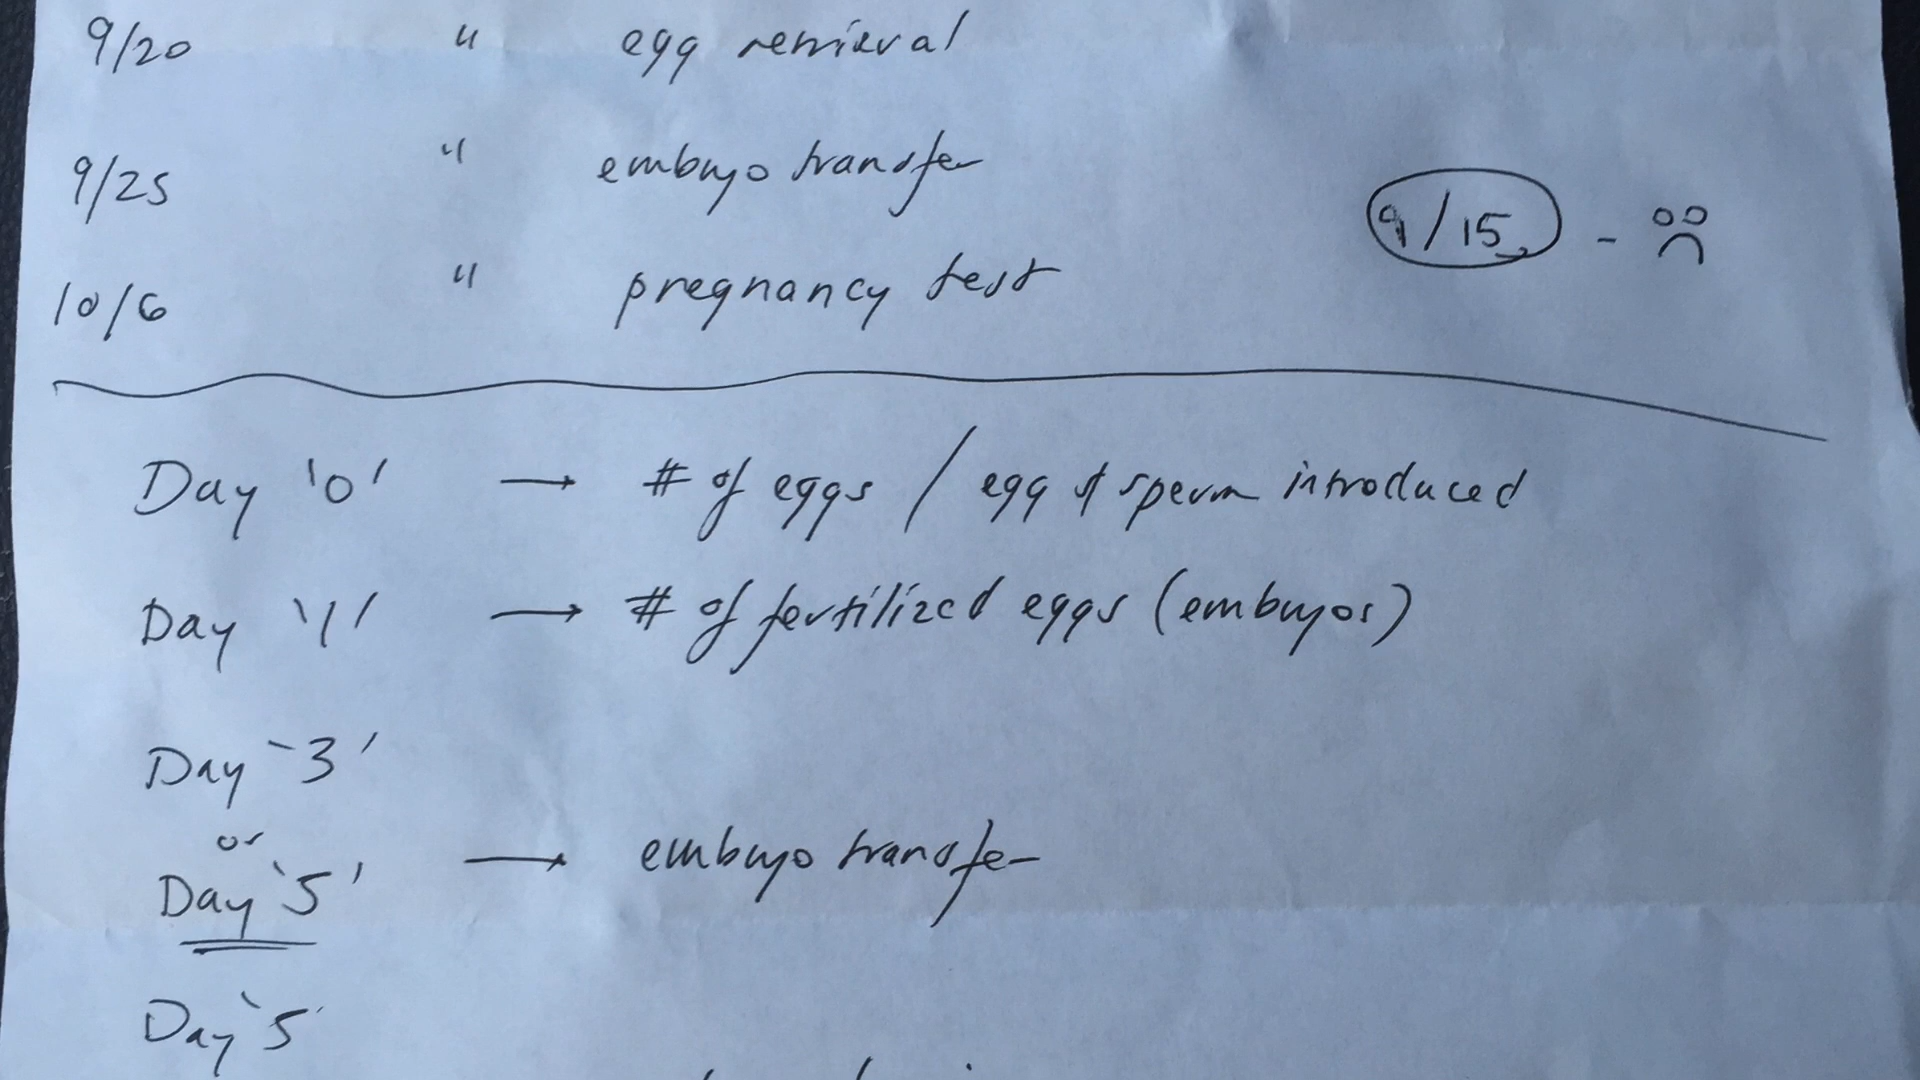 9/20 " egg retrieval
9/25 " embryo transfer
9/15 -
10/6 " pregnancy test
Day '0' → # of eggs / egg & sperm introduced
Day '1' → # of fertilized eggs (embryos)
Day '3'
or
Day '5' → embryo transfer
Day '5'